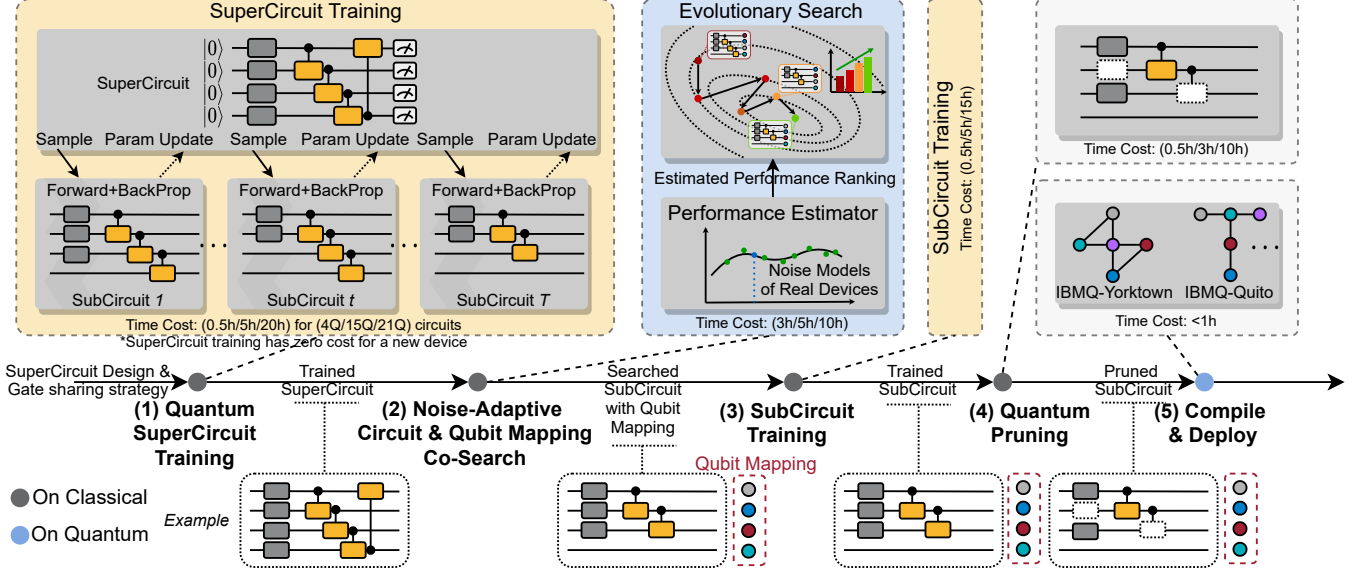 SuperCircuit Training
SuperCircuit
|0⟩
|0⟩
|0⟩
|0⟩
Sample
Param Update
Sample
Param Update
Sample
Param Update
Forward+BackProp
Forward+BackProp
Forward+BackProp
. . .
. . .
SubCircuit 1
SubCircuit t
SubCircuit T
Time Cost: (0.5h/5h/20h) for (4Q/15Q/21Q) circuits
*SuperCircuit training has zero cost for a new device
Evolutionary Search
Estimated Performance Ranking
Performance Estimator
Noise Models
of Real Devices
Time Cost: (3h/5h/10h)
SubCircuit Training
Time Cost: (0.5h/5h/15h)
Time Cost: (0.5h/3h/10h)
. . .
IBMQ-Yorktown
IBMQ-Quito
Time Cost: <1h
SuperCircuit Design &
Gate sharing strategy
Trained
SuperCircuit
Searched
SubCircuit
with Qubit
Mapping
Trained
SubCircuit
Pruned
SubCircuit
(1) Quantum
SuperCircuit
Training
(2) Noise-Adaptive
Circuit & Qubit Mapping
Co-Search
(3) SubCircuit
Training
(4) Quantum
Pruning
(5) Compile
& Deploy
Qubit Mapping
On Classical
On Quantum
Example